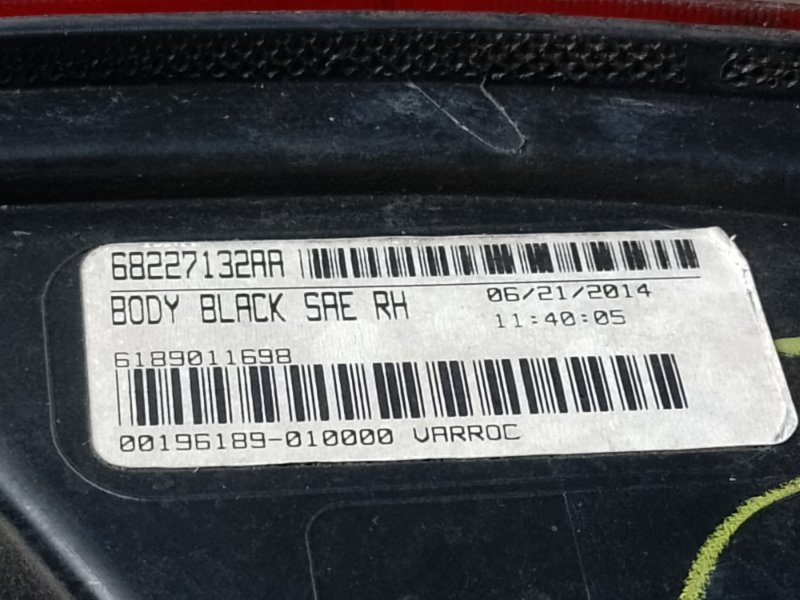 68227132AA
BODY BLACK SAE RH
06/21/2014
11:40:05
6189011698
00196189-010000 VARROC